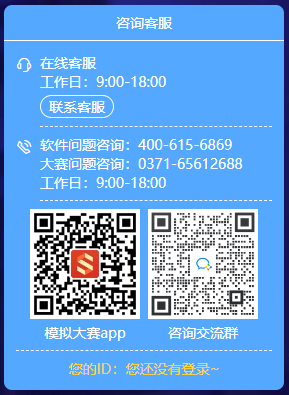 咨询客服
在线客服
工作日：9:00-18:00
联系客服
软件问题咨询：400-615-6869
大赛问题咨询：0371-65612688
工作日：9:00-18:00
模拟大赛app
咨询交流群
您的ID：您还没有登录~